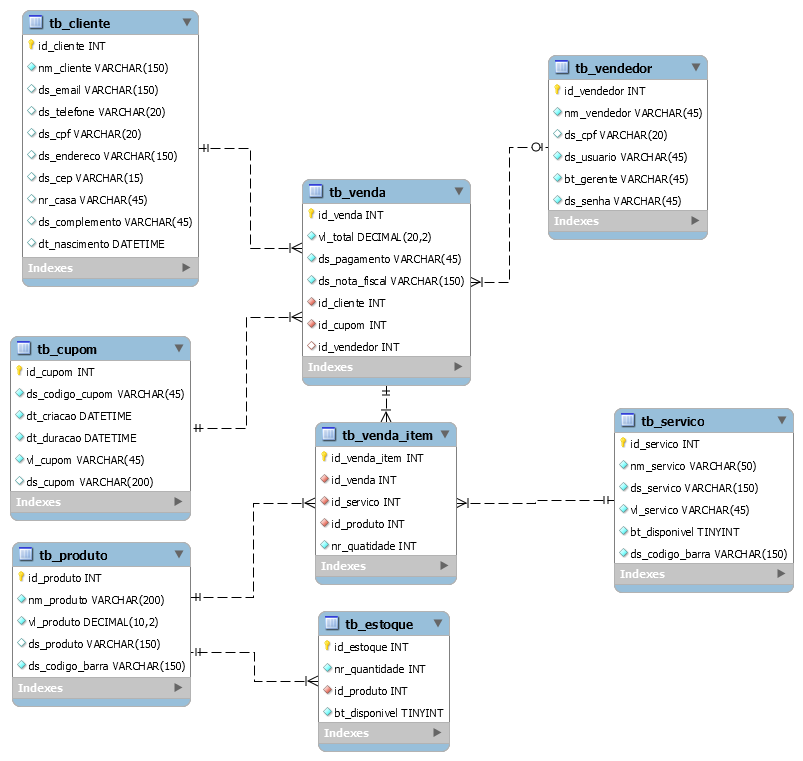 tb_cliente
id_cliente INT
nm_cliente VARCHAR(150)
ds_email VARCHAR(150)
ds_telefone VARCHAR(20)
ds_cpf VARCHAR(20)
ds_endereco VARCHAR(150)
ds_cep VARCHAR(15)
nr_casa VARCHAR(45)
ds_complemento VARCHAR(45)
dt_nascimento DATETIME
Indexes
tb_vendedor
id_vendedor INT
nm_vendedor VARCHAR(45)
ds_cpf VARCHAR(20)
ds_usuario VARCHAR(45)
bt_gerente VARCHAR(45)
ds_senha VARCHAR(45)
Indexes
tb_venda
id_venda INT
vl_total DECIMAL(20,2)
ds_pagamento VARCHAR(45)
ds_nota_fiscal VARCHAR(150)
id_cliente INT
id_cupom INT
id_vendedor INT
Indexes
tb_cupom
id_cupom INT
ds_codigo_cupom VARCHAR(45)
dt_criacao DATETIME
dt_duracao DATETIME
vl_cupom VARCHAR(45)
ds_cupom VARCHAR(200)
Indexes
tb_venda_item
id_venda_item INT
id_venda INT
id_servico INT
id_produto INT
nr_quatidade INT
Indexes
tb_servico
id_servico INT
nm_servico VARCHAR(50)
ds_servico VARCHAR(150)
vl_servico VARCHAR(45)
bt_disponivel TINYINT
ds_codigo_barra VARCHAR(150)
Indexes
tb_produto
id_produto INT
nm_produto VARCHAR(200)
vl_produto DECIMAL(10,2)
ds_produto VARCHAR(150)
ds_codigo_barra VARCHAR(150)
Indexes
tb_estoque
id_estoque INT
nr_quantidade INT
id_produto INT
bt_disponivel TINYINT
Indexes